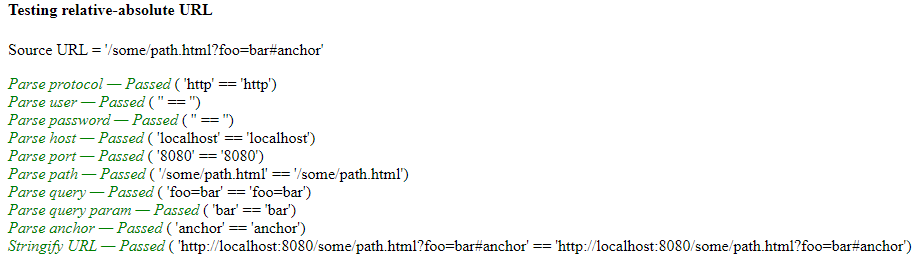 Testing relative-absolute URL
Source URL = '/some/path.html?foo=bar#anchor'
Parse protocol — Passed ( 'http' == 'http')
Parse user — Passed ( '' == '')
Parse password — Passed ( '' == '')
Parse host — Passed ( 'localhost' == 'localhost')
Parse port — Passed ( '8080' == '8080')
Parse path — Passed ( '/some/path.html' == '/some/path.html')
Parse query — Passed ( 'foo=bar' == 'foo=bar')
Parse query param — Passed ( 'bar' == 'bar')
Parse anchor — Passed ( 'anchor' == 'anchor')
Stringify URL — Passed ( 'http://localhost:8080/some/path.html?foo=bar#anchor' == 'http://localhost:8080/some/path.html?foo=bar#anchor')